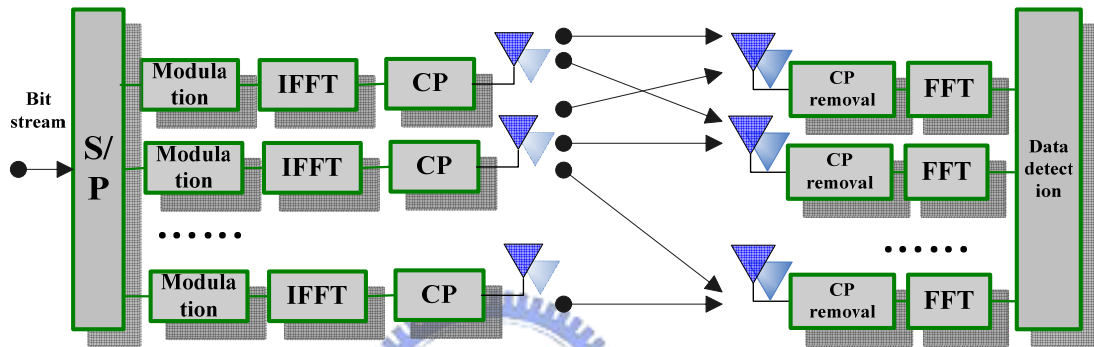 Bit
stream
S/
P
Modula
tion
IFFT
CP
Modula
tion
IFFT
CP
......
Modula
tion
IFFT
CP
CP
removal
FFT
CP
removal
FFT
......
CP
removal
FFT
Data
detect
ion